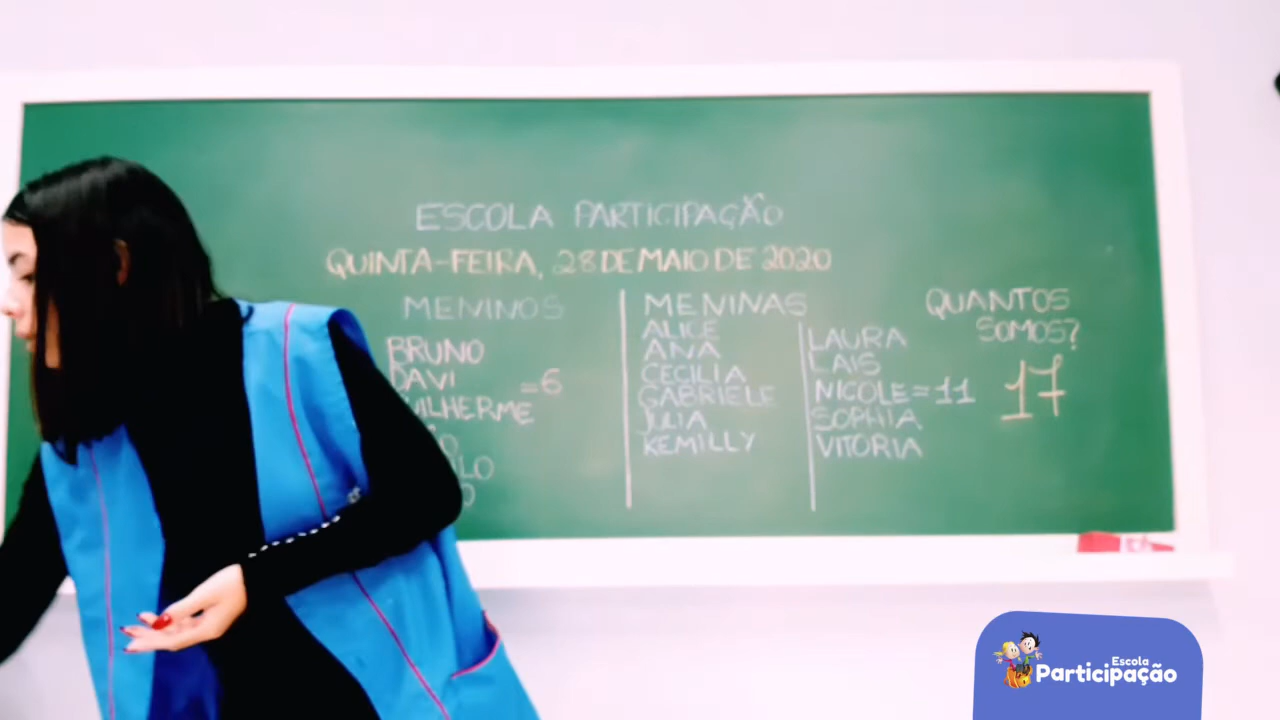 ESCOLA PARTICIPAÇÃO
QUINTA-FEIRA, 28 DE MAIO DE 2020
MENINOS
BRUNO
DAVI
=6
GUILHERME
MENINAS
ALICE
ANA
CECILIA
GABRIELE
JULIA
KEMILLY
LAURA
LAIS
NICOLE=11
SOPHIA
VITORIA
QUANTOS
SOMOS?
17
Escola
Participação